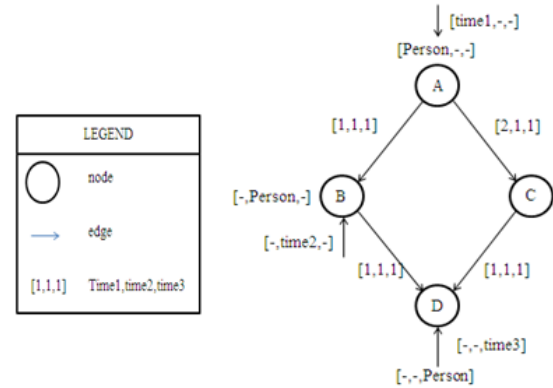 [time1,-,-]
[Person,-,-]
A
[1,1,1]
[2,1,1]
LEGEND
node
edge
[1,1,1] Time1,time2,time3
[-,Person,-]
B
C
[-,time2,-]
[1,1,1]
[1,1,1]
D
[-,-,time3]
[-,-,Person]